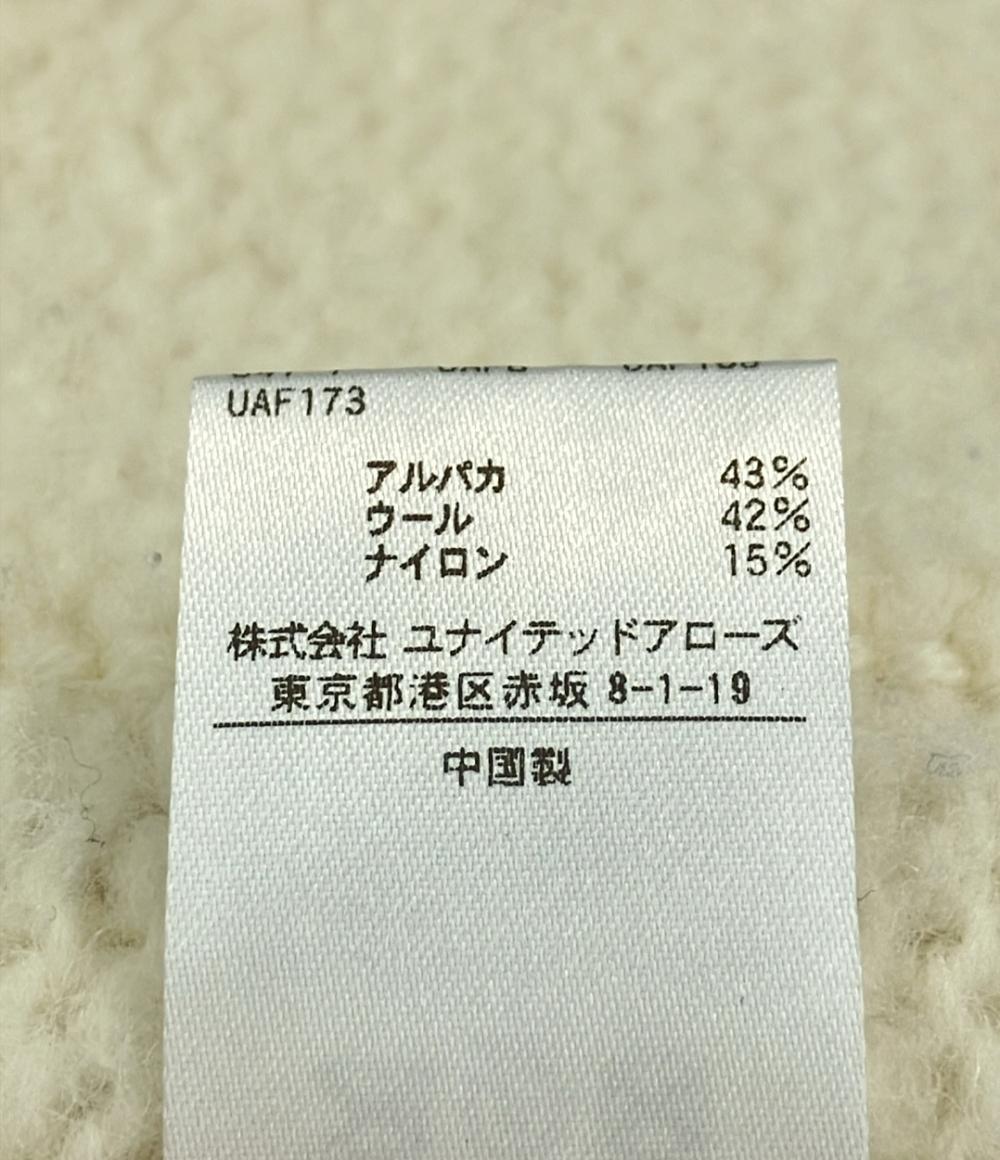 UAF173
アルパカ 43%
ウール 42%
ナイロン 15%
株式会社 ユナイテッドアローズ
東京都港区赤坂 8-1-19
中国製